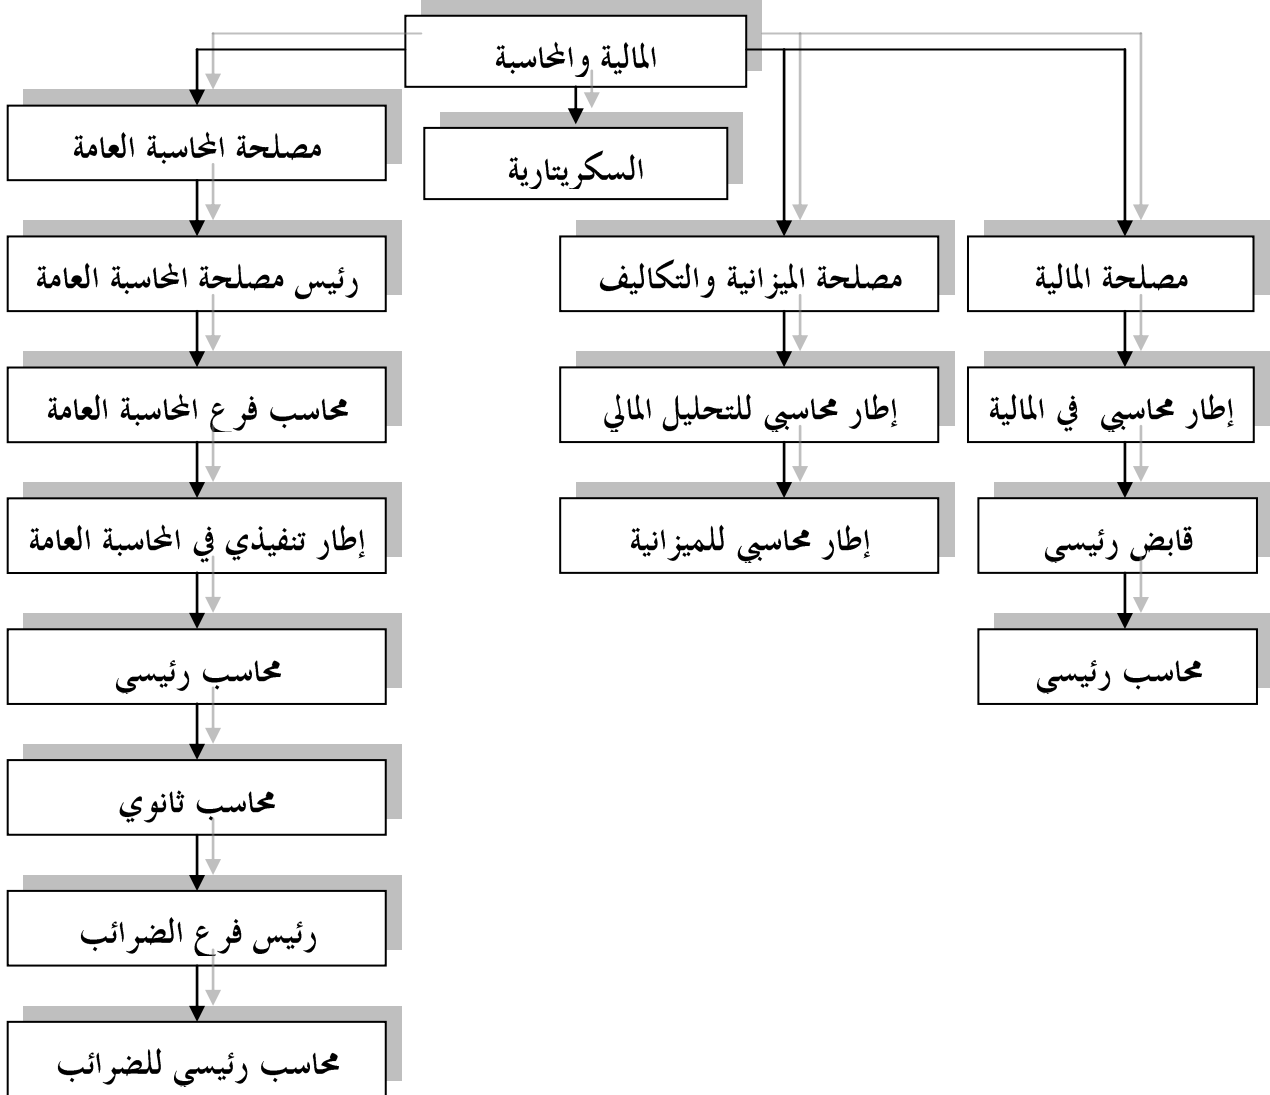 المالية والمحاسبة
السكريتارية
مصلحة المالية
إطار محاسبي في المالية
قابض رئيسي
محاسب رئيسي
مصلحة الميزانية والتكاليف
إطار محاسبي للتحليل المالي
إطار محاسبي للميزانية
مصلحة المحاسبة العامة
رئيس مصلحة المحاسبة العامة
محاسب فرع المحاسبة العامة
إطار تنفيذي في المحاسبة العامة
محاسب رئيسي
محاسب ثانوي
رئيس فرع الضرائب
محاسب رئيسي للضرائب